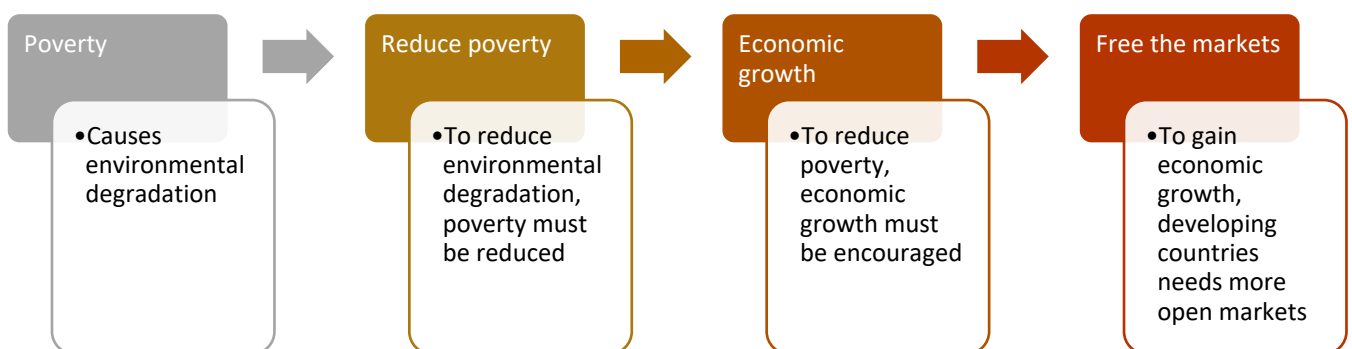 Poverty
•Causes
environmental
degradation
Reduce poverty
•To reduce
environmental
degradation,
poverty must
be reduced
Economic
growth
•To reduce
poverty,
economic
growth must
be encouraged
Free the markets
•To gain
economic
growth,
developing
countries
needs more
open markets